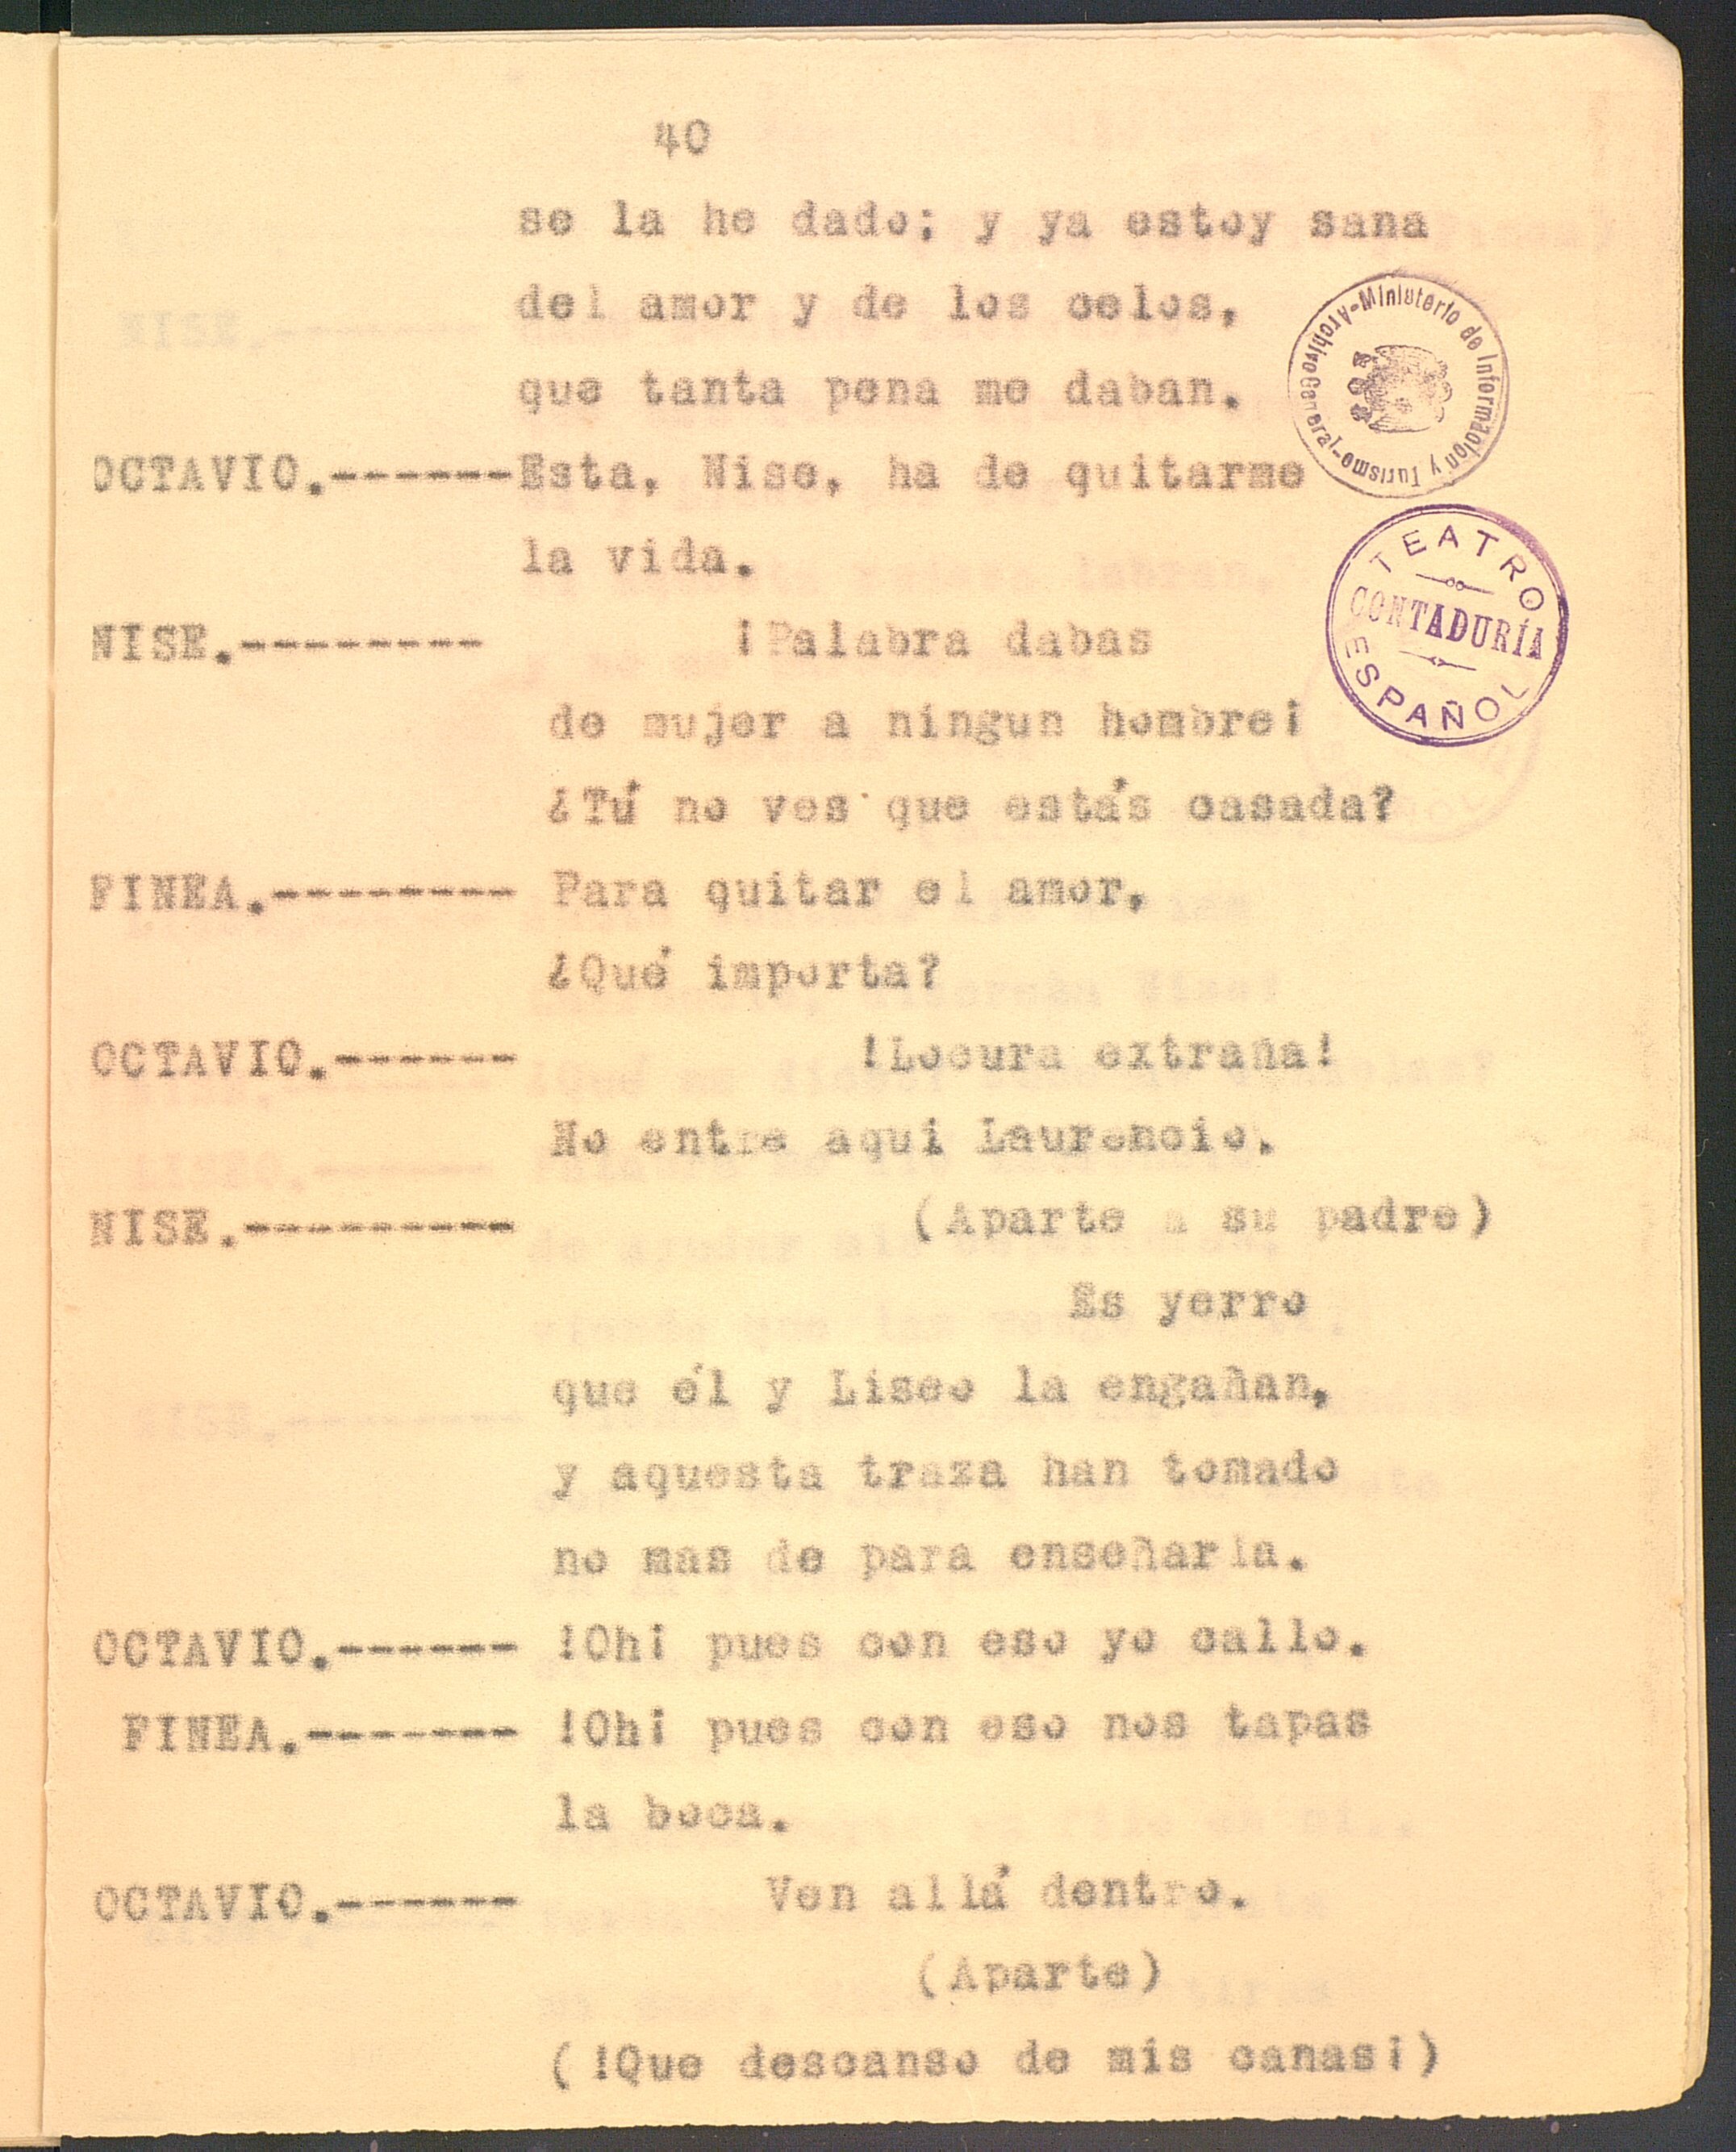 40
se la he dado; y ya estoy sana
del amor y de los celos,
que tanta pena me daban.
OCTAVIO.------Esta, Nise, ha de quitarme
la vida.
NISE.-------- ¡Palabra dabas
de mujer a ningun hombre¡
¿Tú no ves que estás casada?
FINEA.-------- Para quitar el amor,
¿Qué importa?
OCTAVIO.------ !Locura extraña!
No entre aqui Laurencio.
NISE.--------- (Aparte a su padre)
Es yerro
que él y Liseo la engañan,
y aquesta traza han tomado
no mas de para enseñarla.
OCTAVIO.------ !Oh¡ pues con eso yo callo.
FINEA.------- !Oh¡ pues con eso nos tapas
la boca.
OCTAVIO.------ Ven allá dentro.
(Aparte)
(!Que descanso de mis canas¡)
Ministerio de Información y Turismo-Archivo General-
TEATRO
CONTADURÍA
ESPAÑOL